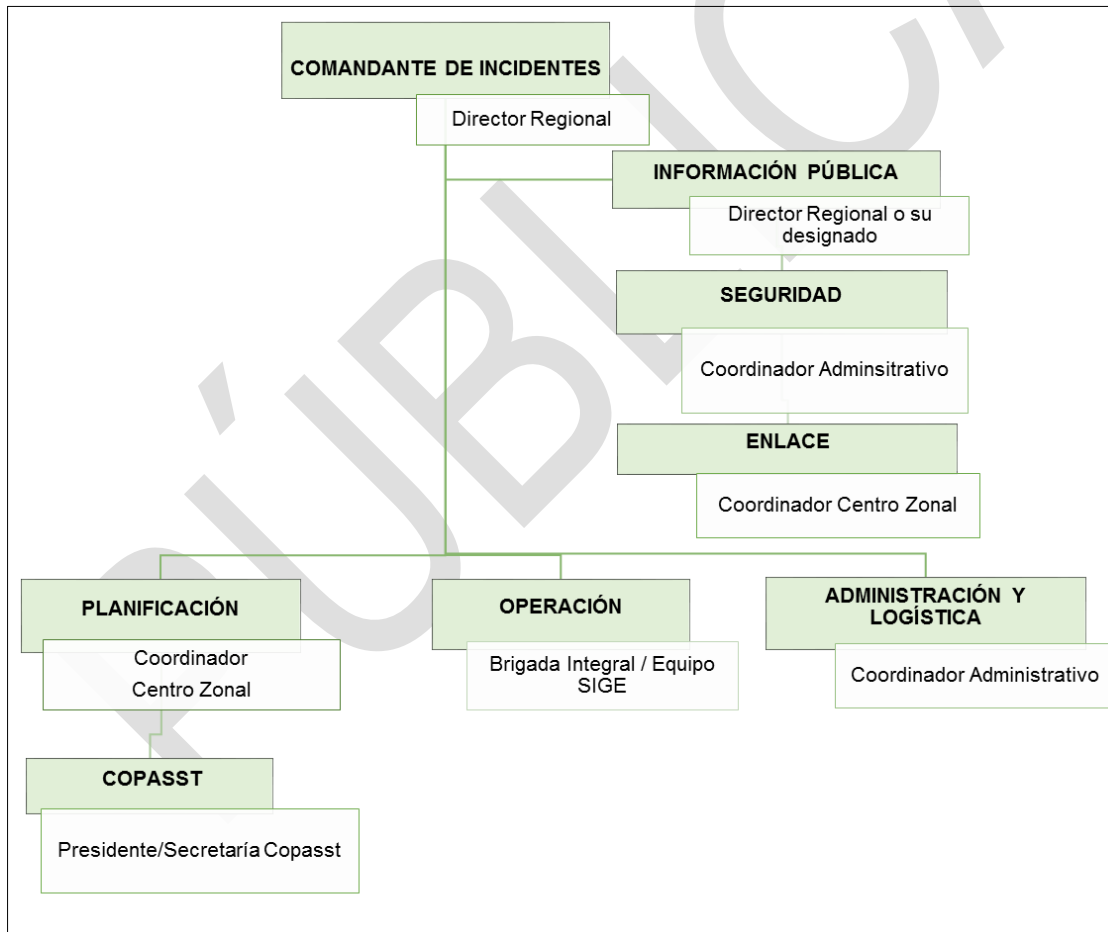 COMANDANTE DE INCIDENTES
Director Regional
INFORMACIÓN PÚBLICA
Director Regional o su
designado
SEGURIDAD
Coordinador Adminsitrativo
ENLACE
Coordinador Centro Zonal
PLANIFICACIÓN
Coordinador
Centro Zonal
OPERACIÓN
Brigada Integral / Equipo
SIGE
ADMINISTRACIÓN Y
LOGÍSTICA
Coordinador Administrativo
COPASST
Presidente/Secretaría Copasst
PÚBLICA